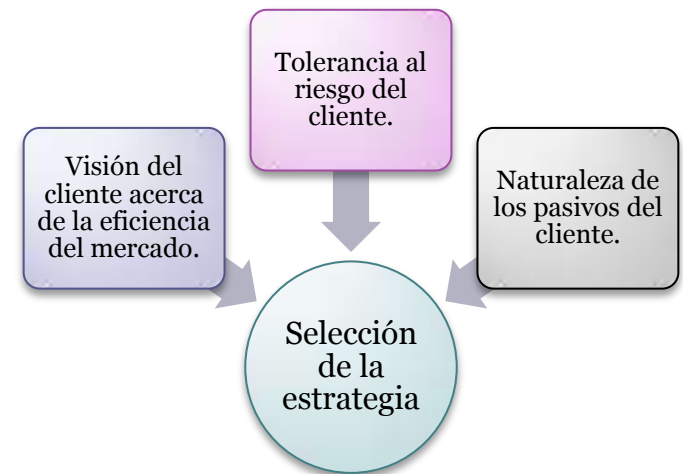 Tolerancia al
riesgo del
cliente.
Visión del
cliente acerca
de la eficiencia
del mercado.
Naturaleza de
los pasivos del
cliente.
Selección
de la
estrategia